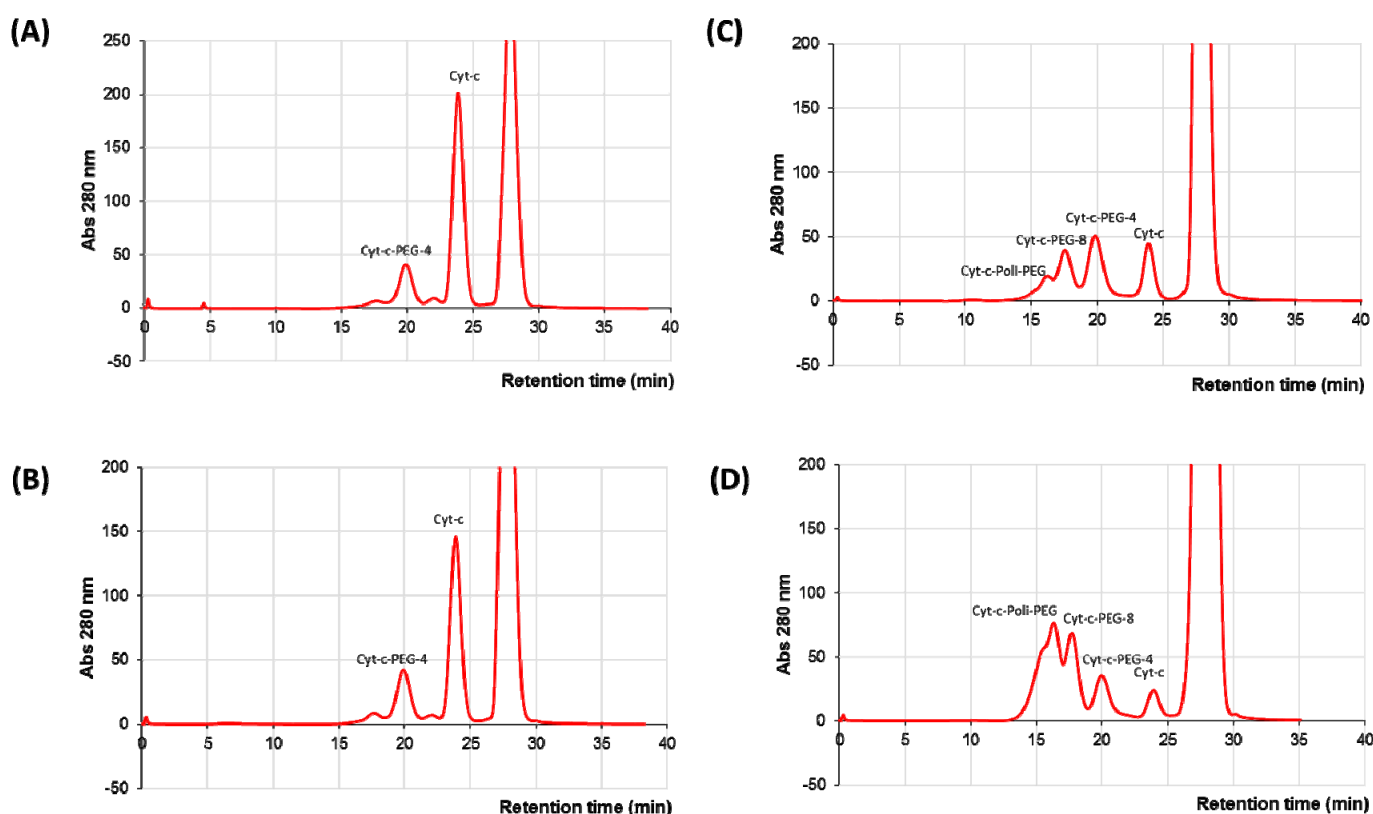 (A)
250
200
150
100
50
0
-50
0 5 10 15 20 25 30 35 40
Abs 280 nm
Retention time (min)
Cyt-c
Cyt-c-PEG-4
(C)
200
150
100
50
0
-50
0 5 10 15 20 25 30 35 40
Abs 280 nm
Retention time (min)
Cyt-c-PEG-4
Cyt-c-PEG-8
Cyt-c
Cyt-c-Poli-PEG
(B)
200
150
100
50
0
-50
0 5 10 15 20 25 30 35 40
Abs 280 nm
Retention time (min)
Cyt-c
Cyt-c-PEG-4
(D)
200
150
100
50
0
-50
0 5 10 15 20 25 30 35 40
Abs 280 nm
Retention time (min)
Cyt-c-Poli-PEG
Cyt-c-PEG-8
Cyt-c-PEG-4
Cyt-c